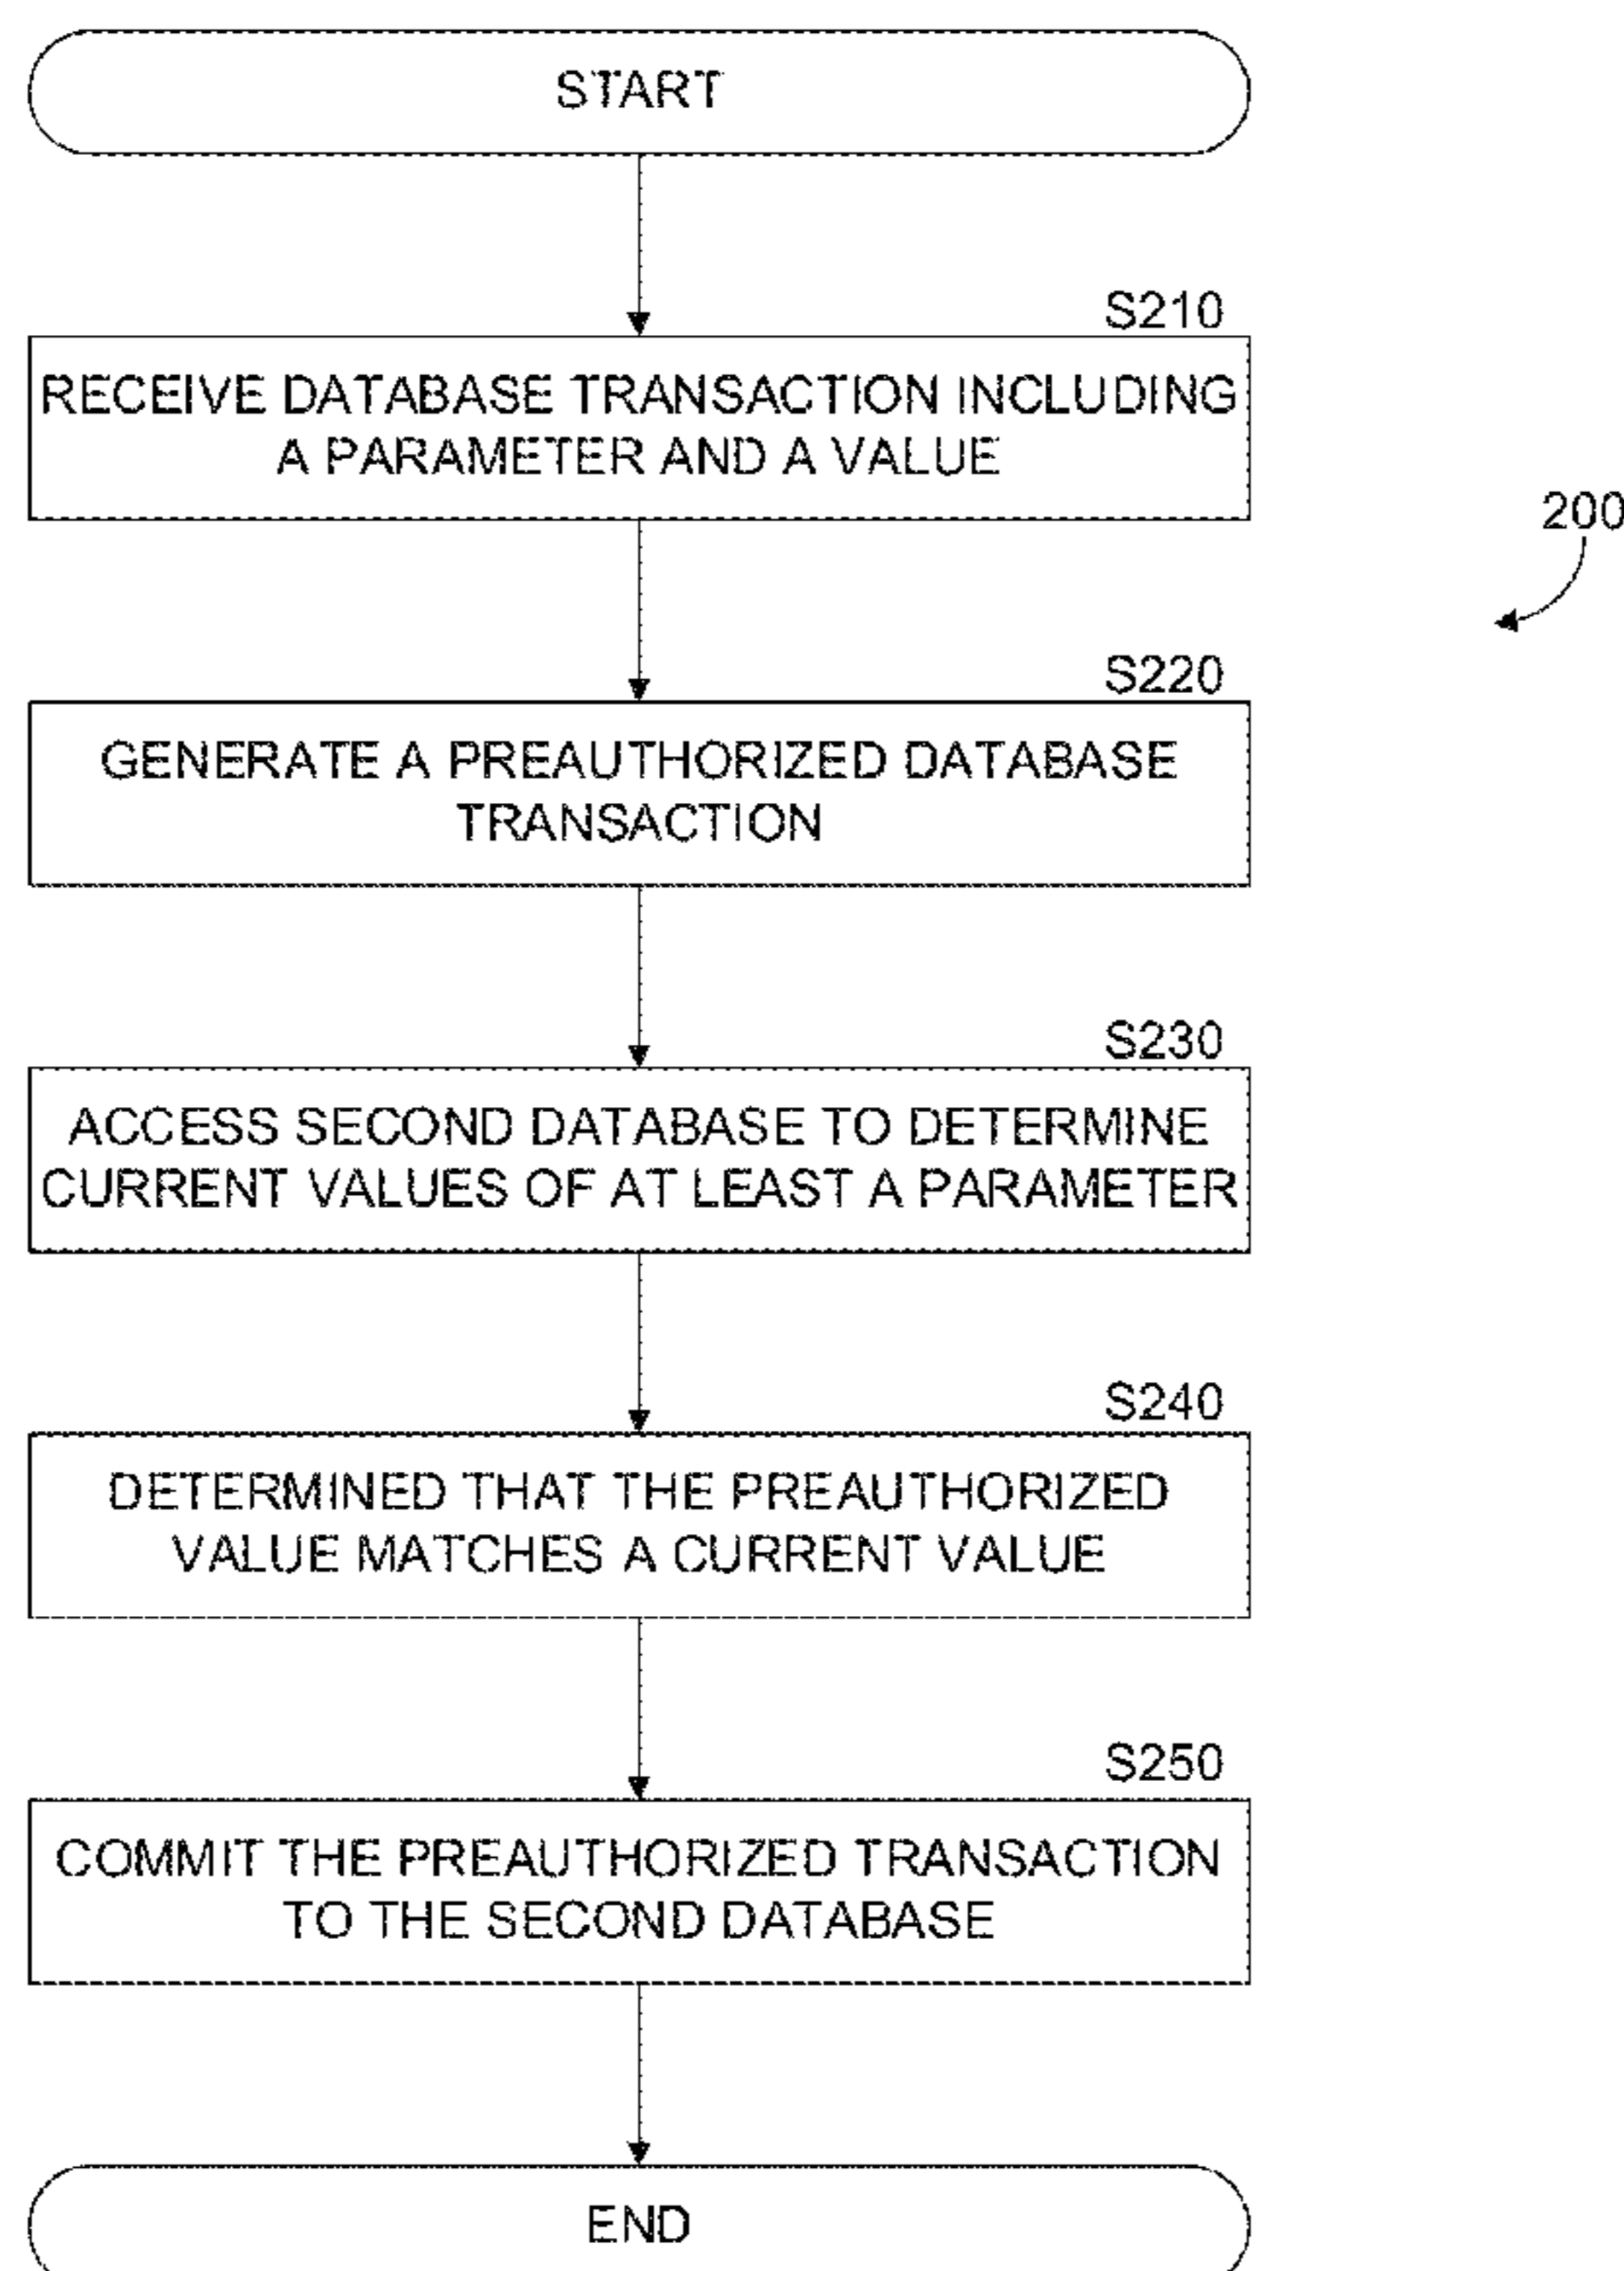 START
S210
RECEIVE DATABASE TRANSACTION INCLUDING
A PARAMETER AND A VALUE
200
S220
GENERATE A PREAUTHORIZED DATABASE
TRANSACTION
S230
ACCESS SECOND DATABASE TO DETERMINE
CURRENT VALUES OF AT LEAST A PARAMETER
S240
DETERMINED THAT THE PREAUTHORIZED
VALUE MATCHES A CURRENT VALUE
S250
COMMIT THE PREAUTHORIZED TRANSACTION
TO THE SECOND DATABASE
END